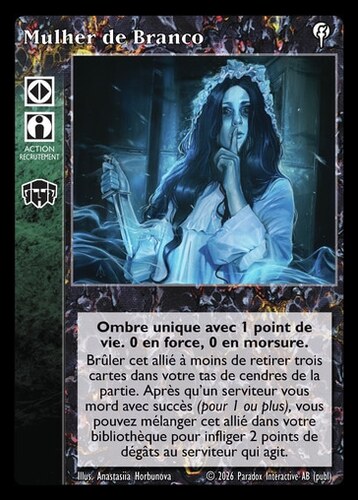 Mulher de Branco
ACTION
RECRUTEMENT
Ombre unique avec 1 point de
vie. 0 en force, 0 en morsure.
Brûler cet allié à moins de retirer trois
cartes dans votre tas de cendres de la
partie. Après qu'un serviteur vous
mord avec succès (pour 1 ou plus), vous
pouvez mélanger cet allié dans votre
bibliothèque pour infliger 2 points de
dégâts au serviteur qui agit.
Illus. Anastasiia Horbunova © 2026 Paradox Interactive AB (publ)